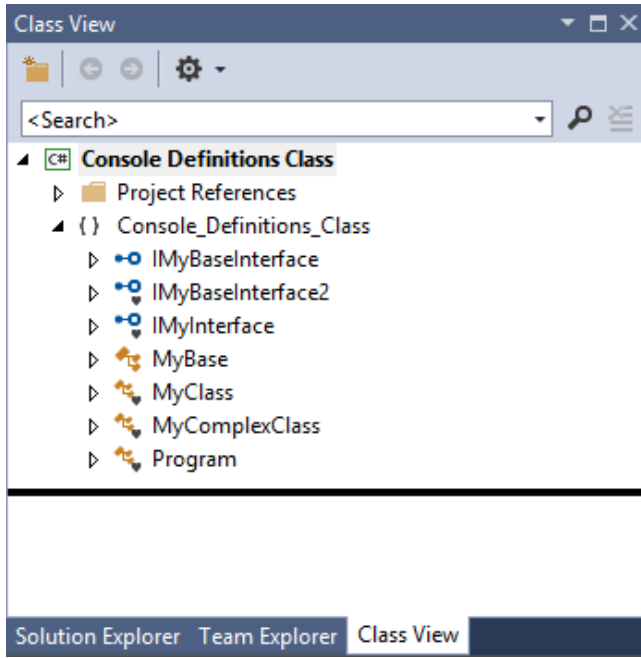 Class View
<Search>
C# Console Definitions Class
Project References
{ } Console_Definitions_Class
IMyBaseInterface
IMyBaseInterface2
IMyInterface
MyBase
MyClass
MyComplexClass
Program
Solution Explorer Team Explorer Class View